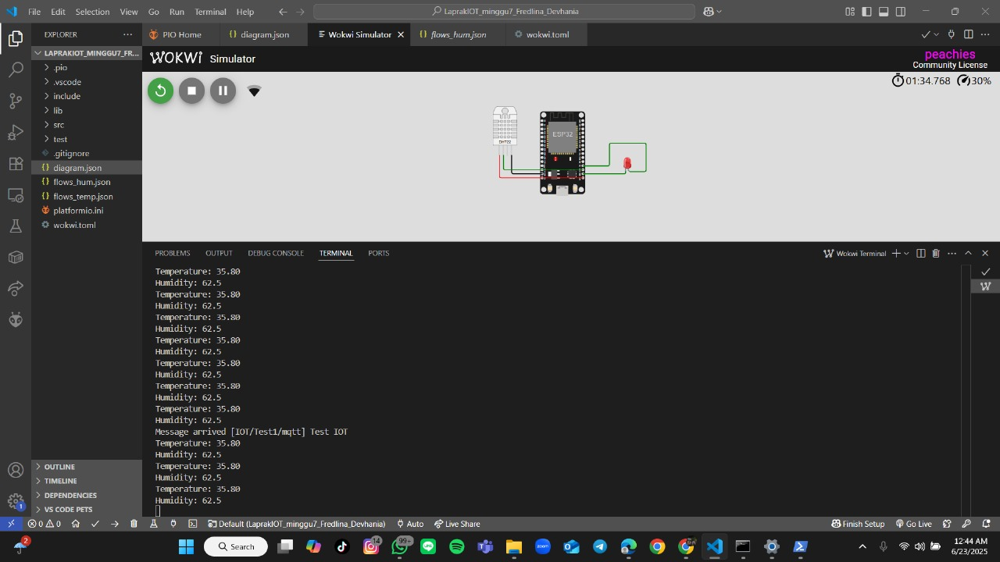 File Edit Selection View Go Run Terminal Help
LaprakIOT_minggu7_Fredlina_Devhania
EXPLORER
PIO Home
diagram.json
Wokwi Simulator
flows_hum.json
wokwi.toml
LAPRAKIOT_MINGGU7_FR...
.pio
.vscode
include
lib
src
test
.gitignore
diagram.json
flows_hum.json
flows_temp.json
platformio.ini
wokwi.toml
OUTLINE
TIMELINE
DEPENDENCIES
VS CODE PETS
WOKWi Simulator
peachies
Community License
01:34.768 30%
DHT22
ESP32
PROBLEMS OUTPUT DEBUG CONSOLE TERMINAL PORTS
Wokwi Terminal
Temperature: 35.80
Humidity: 62.5
Temperature: 35.80
Humidity: 62.5
Temperature: 35.80
Humidity: 62.5
Temperature: 35.80
Humidity: 62.5
Temperature: 35.80
Humidity: 62.5
Temperature: 35.80
Humidity: 62.5
Temperature: 35.80
Humidity: 62.5
Message arrived [IOT/Test1/mqtt] Test IOT
Temperature: 35.80
Humidity: 62.5
Temperature: 35.80
Humidity: 62.5
Temperature: 35.80
Humidity: 62.5
1
0 0 Default (LaprakIOT_minggu7_Fredlina_Devhania) Auto Live Share Finish Setup Go Live
2
Search
14
99+
zoom
12:44 AM
6/23/2025